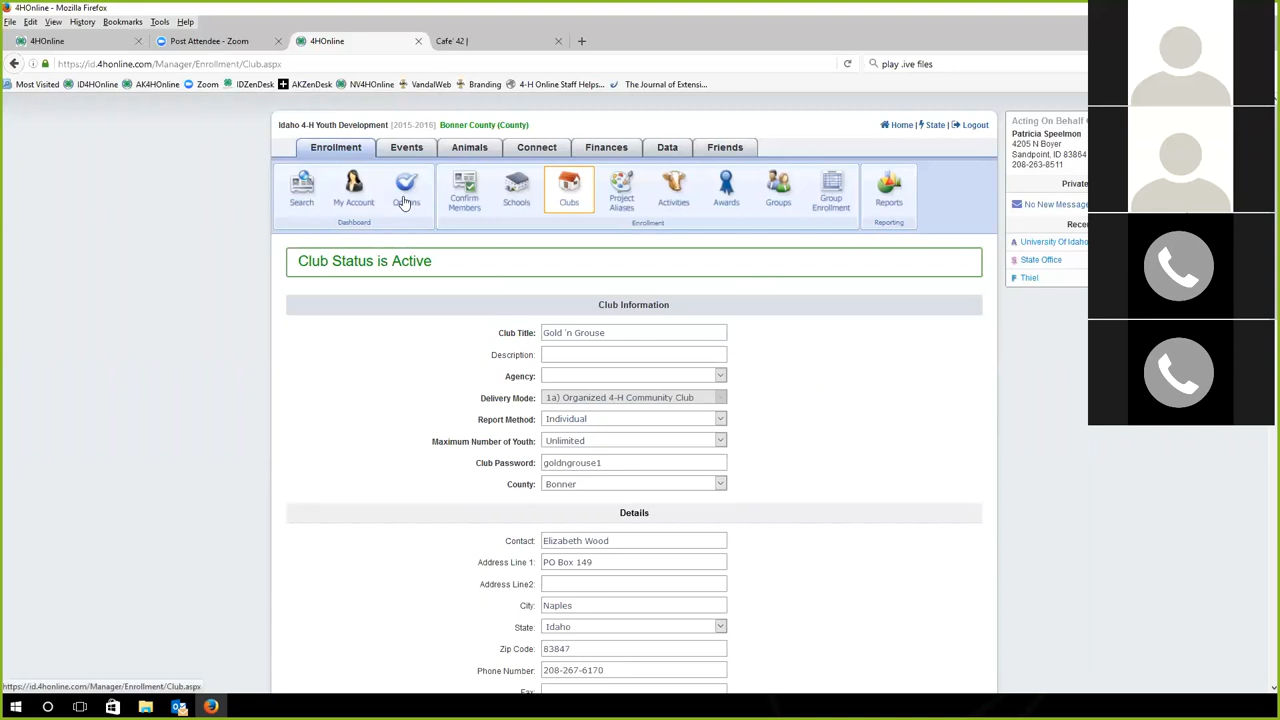 4HOnline - Mozilla Firefox
File Edit View History Bookmarks Tools Help
4HOnline × Post Attendee - Zoom × 4HOnline × Cafe' 42 | × +
https://id.4honline.com/Manager/Enrollment/Club.aspx play .ive files
Most Visited ID4HOnline AK4HOnline Zoom IDZenDesk AKZenDesk NV4HOnline VandalWeb Branding 4-H Online Staff Helps... The Journal of Extensi...
Idaho 4-H Youth Development [2015-2016] Bonner County (County) Home | State | Logout
Enrollment Events Animals Connect Finances Data Friends
Search My Account Confirm Members Schools Clubs Project Aliases Activities Awards Groups Group Enrollment Reports
Dashboard Enrollment Reporting
Acting On Behalf
Patricia Speelmon
4205 N Boyer
Sandpoint, ID 83864
208-263-8511
Private
No New Message
Rece
A University Of Idaho
S State Office
F Thiel
Club Status is Active
Club Information
Club Title: Gold 'n Grouse
Description:
Agency:
Delivery Mode: 1a) Organized 4-H Community Club
Report Method: Individual
Maximum Number of Youth: Unlimited
Club Password: goldngrouse1
County: Bonner
Details
Contact: Elizabeth Wood
Address Line 1: PO Box 149
Address Line2:
City: Naples
State: Idaho
Zip Code: 83847
Phone Number: 208-267-6170
https://id.4honline.com/Manager/Enrollment/Club.aspx